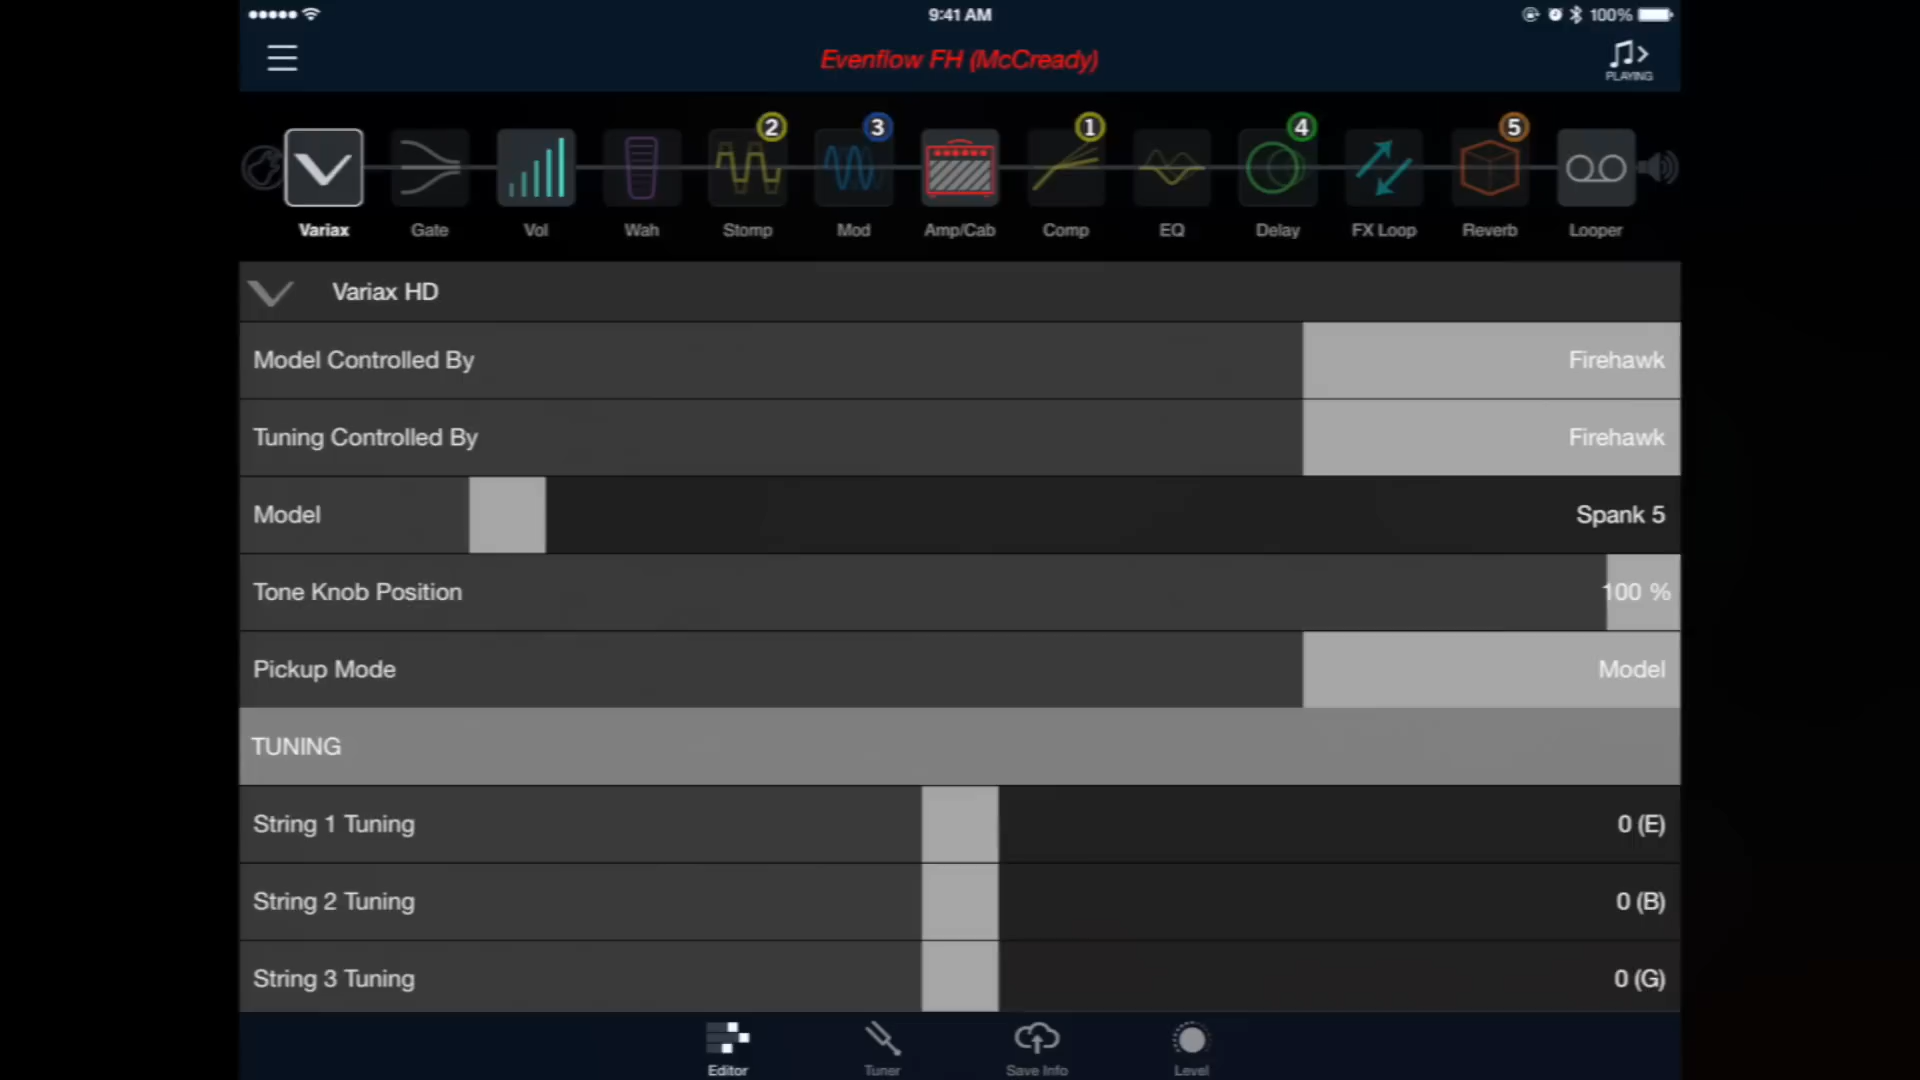 9:41 AM
100%
Evenflow FH (McCready)
PLAYING
2
3
1
4
5
Variax
Gate
Vol
Wah
Stomp
Mod
Amp/Cab
Comp
EQ
Delay
FX Loop
Reverb
Looper
Variax HD
Model Controlled By
Firehawk
Tuning Controlled By
Firehawk
Model
Spank 5
Tone Knob Position
100 %
Pickup Mode
Model
TUNING
String 1 Tuning
0 (E)
String 2 Tuning
0 (B)
String 3 Tuning
0 (G)
Editor
Tuner
Save Info
Level